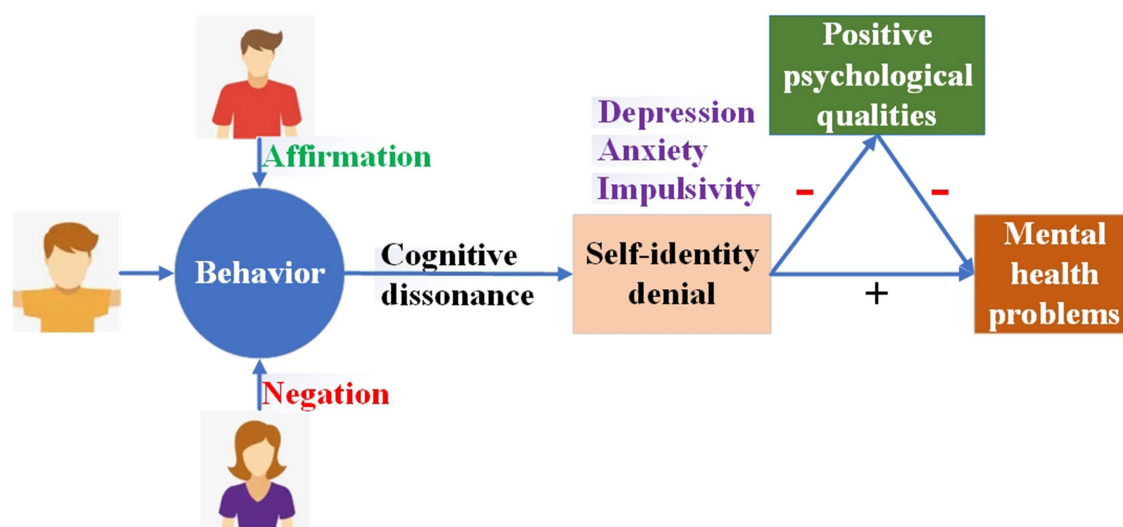 Affirmation
Behavior
Negation
Cognitive
dissonance
Depression
Anxiety
Impulsivity
Self-identity
denial
Positive
psychological
qualities
-
-
+
Mental
health
problems